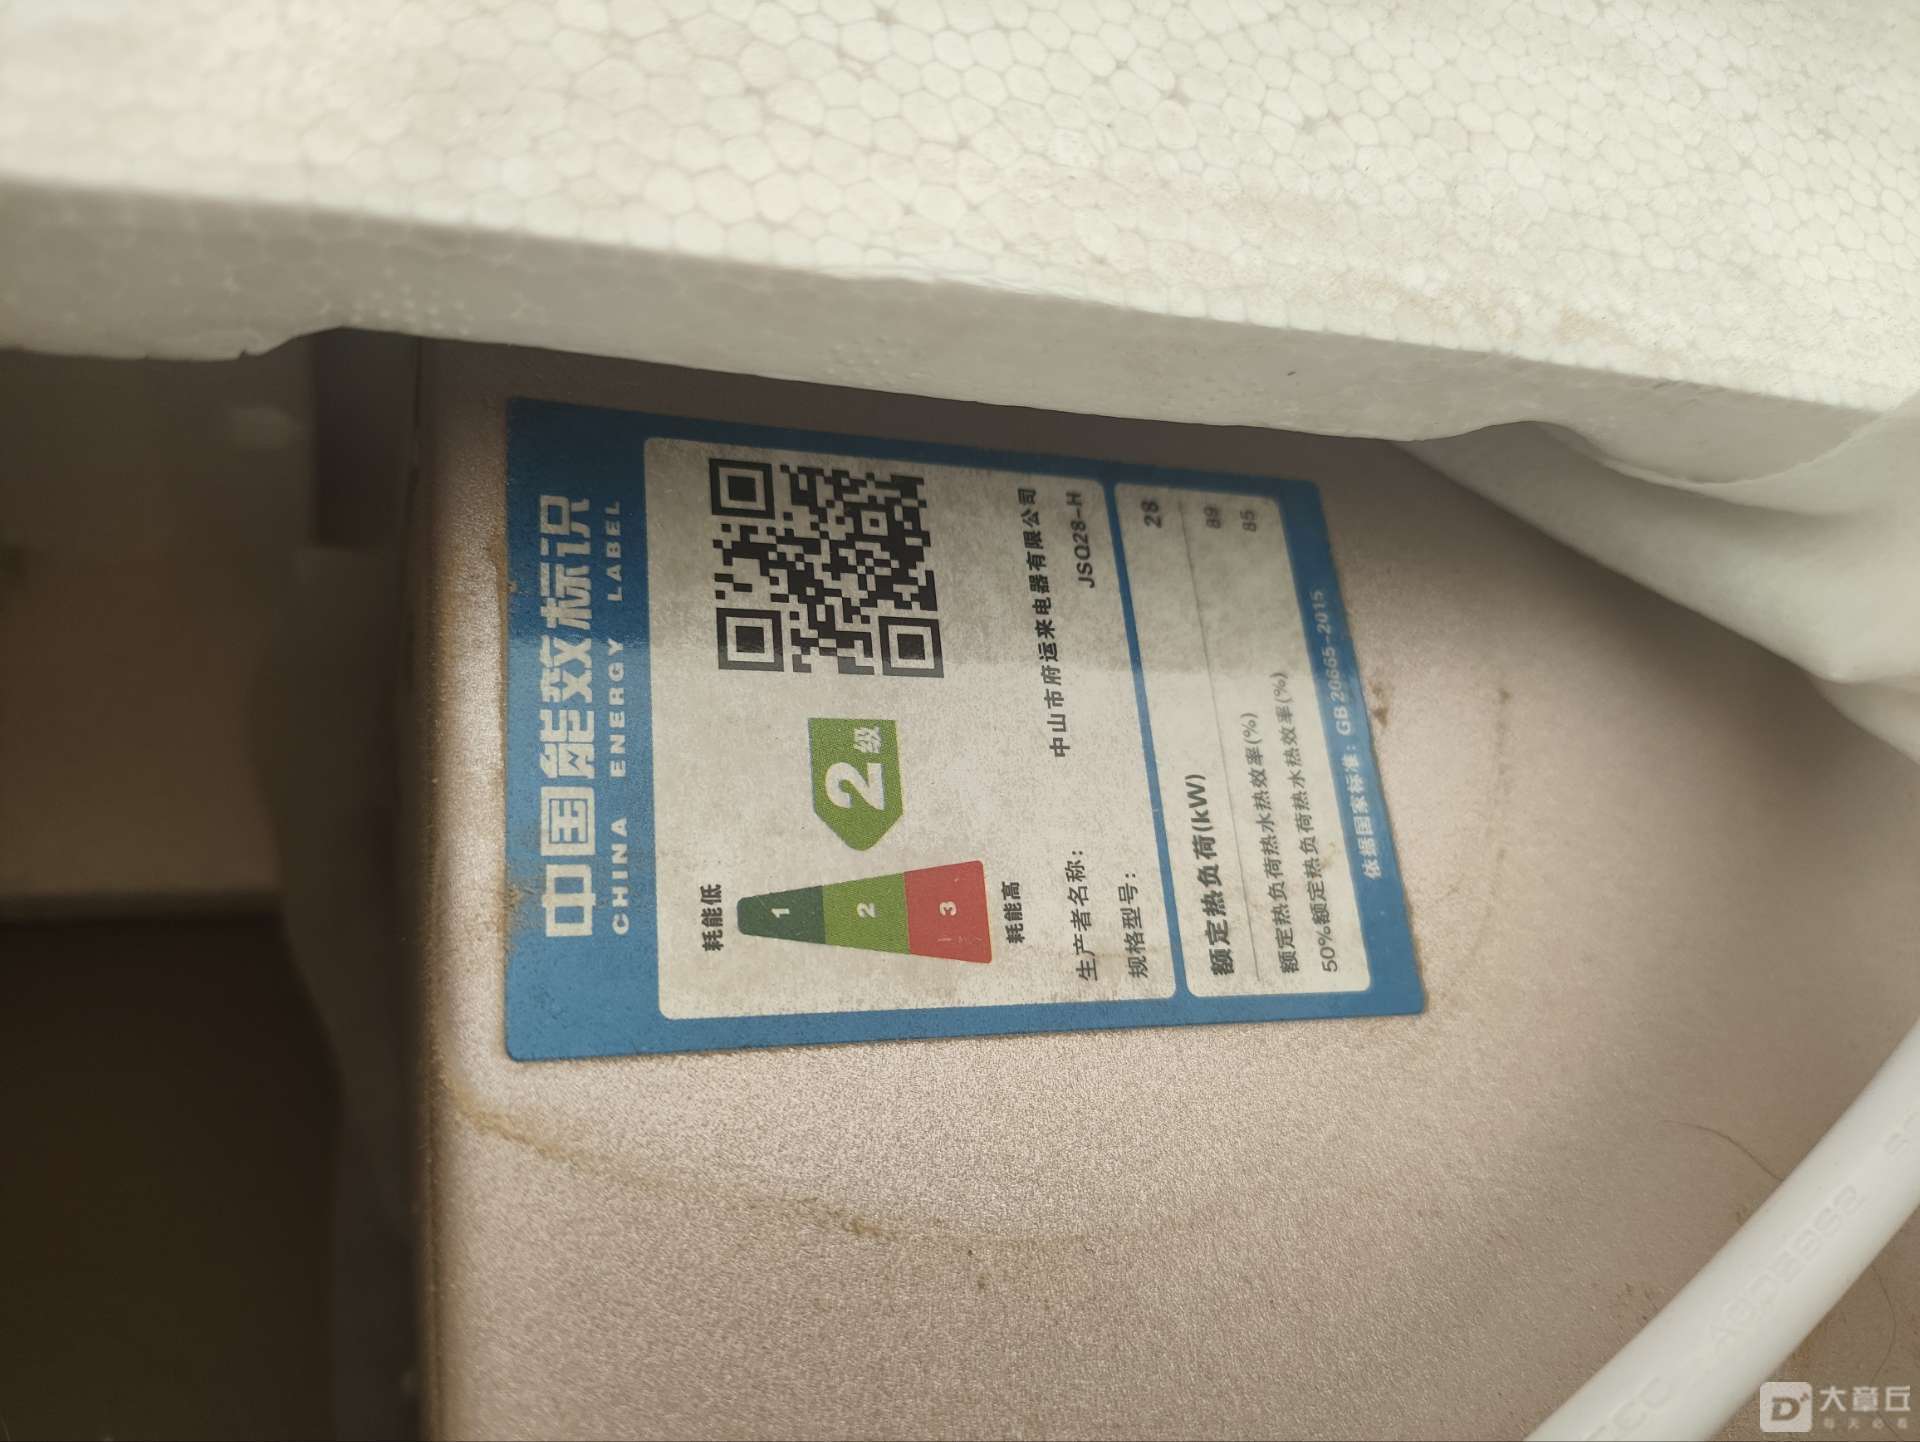 中国能效标识
CHINA ENERGY LABEL
耗能低
1
2
3
耗能高
2级
生产者名称： 中山市府运来电器有限公司
规格型号： JSQ28-H
额定热负荷(kW) 28
额定热负荷热水热效率(%) 89
50%额定热负荷热水热效率(%) 85
依据国家标准：GB 20665-2015
大章丘
每天必看